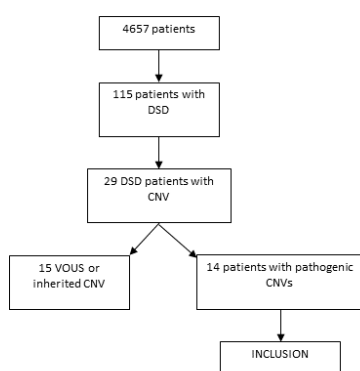 4657 patients
115 patients with
DSD
29 DSD patients with
CNV
15 VOUS or
inherited CNV
14 patients with pathogenic
CNVs
INCLUSION